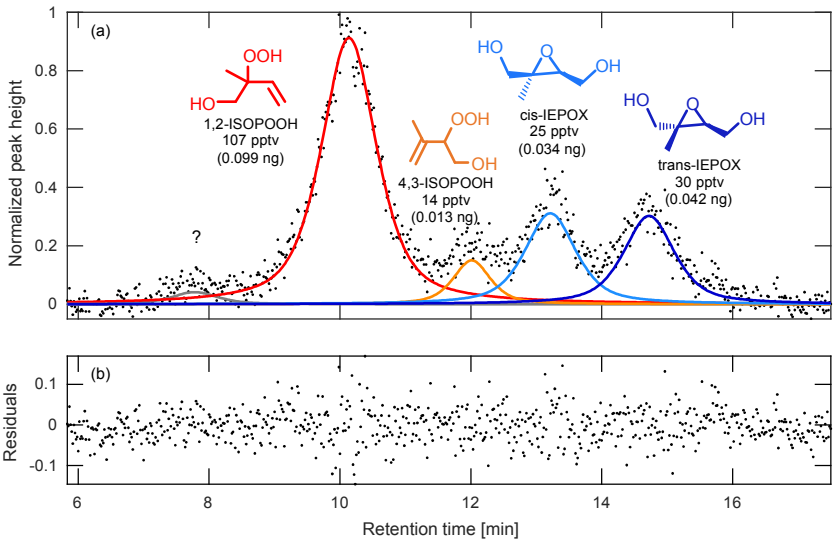 (a)
Normalized peak height
1
0.8
0.6
0.4
0.2
0
?
OOH
HO
1,2-ISOPOOH
107 pptv
(0.099 ng)
OOH
OH
4,3-ISOPOOH
14 pptv
(0.013 ng)
HO
O
OH
cis-IEPOX
25 pptv
(0.034 ng)
HO
O
OH
trans-IEPOX
30 pptv
(0.042 ng)
(b)
Residuals
0.1
0
-0.1
6 8 10 12 14 16
Retention time [min]